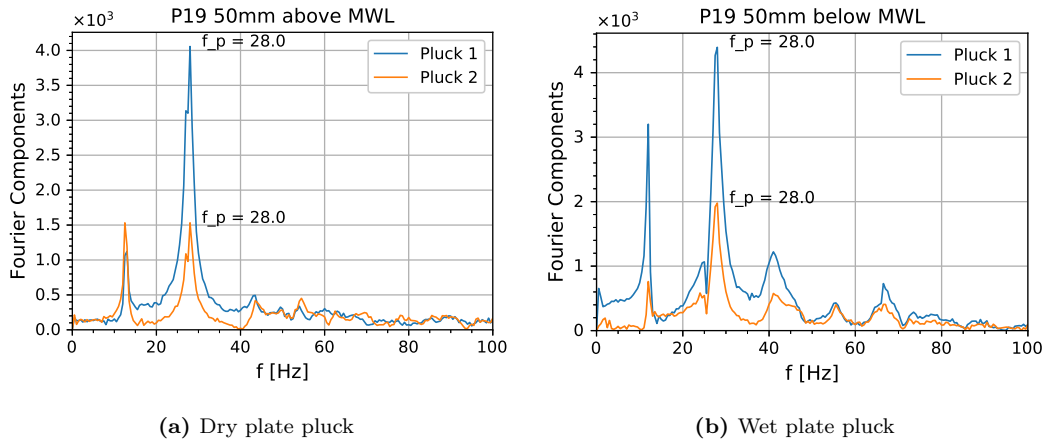 P19 50mm above MWL
×10³
f_p = 28.0
f_p = 28.0
Pluck 1
Pluck 2
Fourier Components
4.0
3.5
3.0
2.5
2.0
1.5
1.0
0.5
0.0
0 20 40 60 80 100
f [Hz]
(a) Dry plate pluck
P19 50mm below MWL
×10³
f_p = 28.0
f_p = 28.0
Pluck 1
Pluck 2
Fourier Components
4
3
2
1
0
0 20 40 60 80 100
f [Hz]
(b) Wet plate pluck